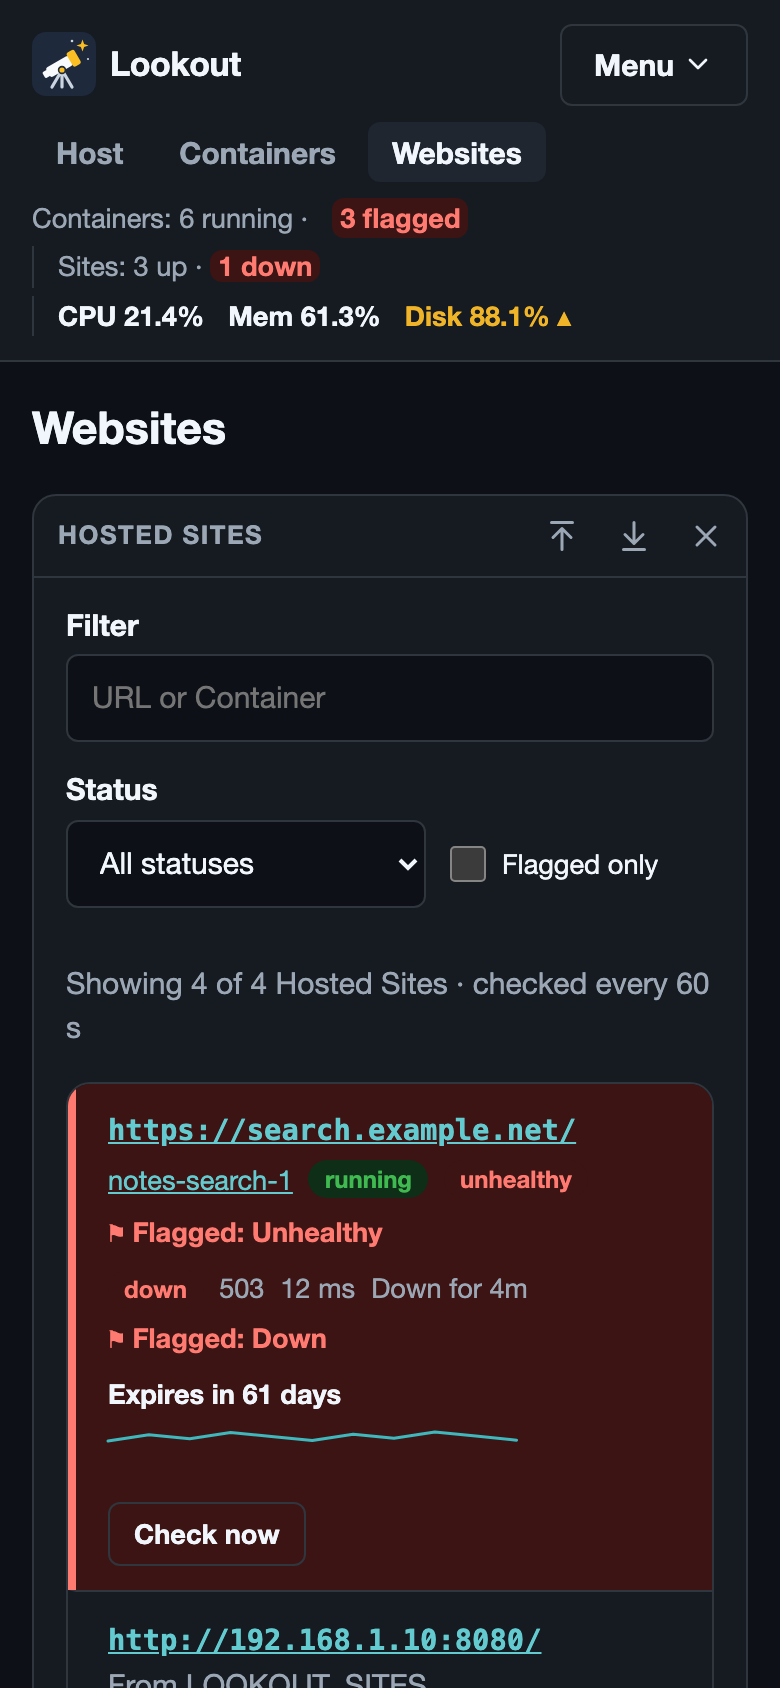 Lookout
Menu
Host Containers Websites
Containers: 6 running · 3 flagged
Sites: 3 up · 1 down
CPU 21.4% Mem 61.3% Disk 88.1% ▲
Websites
HOSTED SITES
Filter
URL or Container
Status
All statuses Flagged only
Showing 4 of 4 Hosted Sites · checked every 60
s
https://search.example.net/
notes-search-1 running unhealthy
⚑ Flagged: Unhealthy
down 503 12 ms Down for 4m
⚑ Flagged: Down
Expires in 61 days
Check now
http://192.168.1.10:8080/
From LOOKOUT_SITES